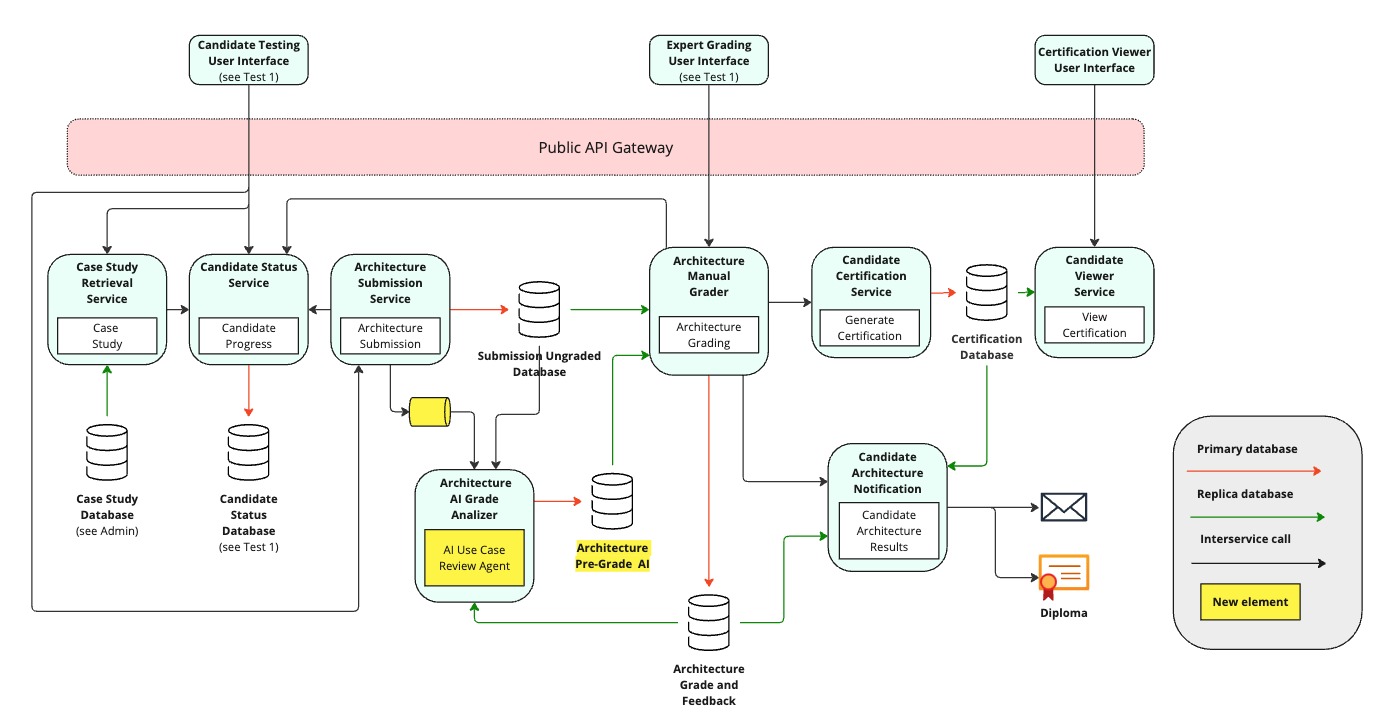 Candidate Testing
User Interface
(see Test 1)
Expert Grading
User Interface
(see Test 1)
Certification Viewer
User Interface
Public API Gateway
Case Study
Retrieval
Service
Case
Study
Candidate Status
Service
Candidate
Progress
Architecture
Submission
Service
Architecture
Submission
Submission Ungraded
Database
Architecture
Manual
Grader
Architecture
Grading
Candidate
Certification
Service
Generate
Certification
Certification
Database
Candidate
Viewer
Service
View
Certification
Case Study
Database
(see Admin)
Candidate
Status
Database
(see Test 1)
Architecture
AI Grade
Analizer
AI Use Case
Review Agent
Architecture
Pre-Grade AI
Candidate
Architecture
Notification
Candidate
Architecture
Results
Diploma
Architecture
Grade and
Feedback
Primary database
Replica database
Interservice call
New element